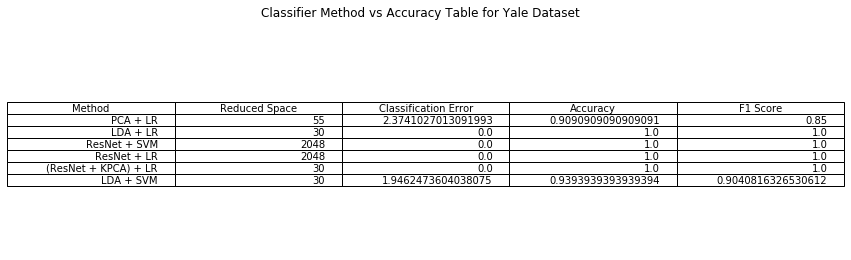 Classifier Method vs Accuracy Table for Yale Dataset
Method Reduced Space Classification Error Accuracy F1 Score
PCA + LR 55 2.3741027013091993 0.9090909090909091 0.85
LDA + LR 30 0.0 1.0 1.0
ResNet + SVM 2048 0.0 1.0 1.0
ResNet + LR 2048 0.0 1.0 1.0
(ResNet + KPCA) + LR 30 0.0 1.0 1.0
LDA + SVM 30 1.9462473604038075 0.9393939393939394 0.9040816326530612